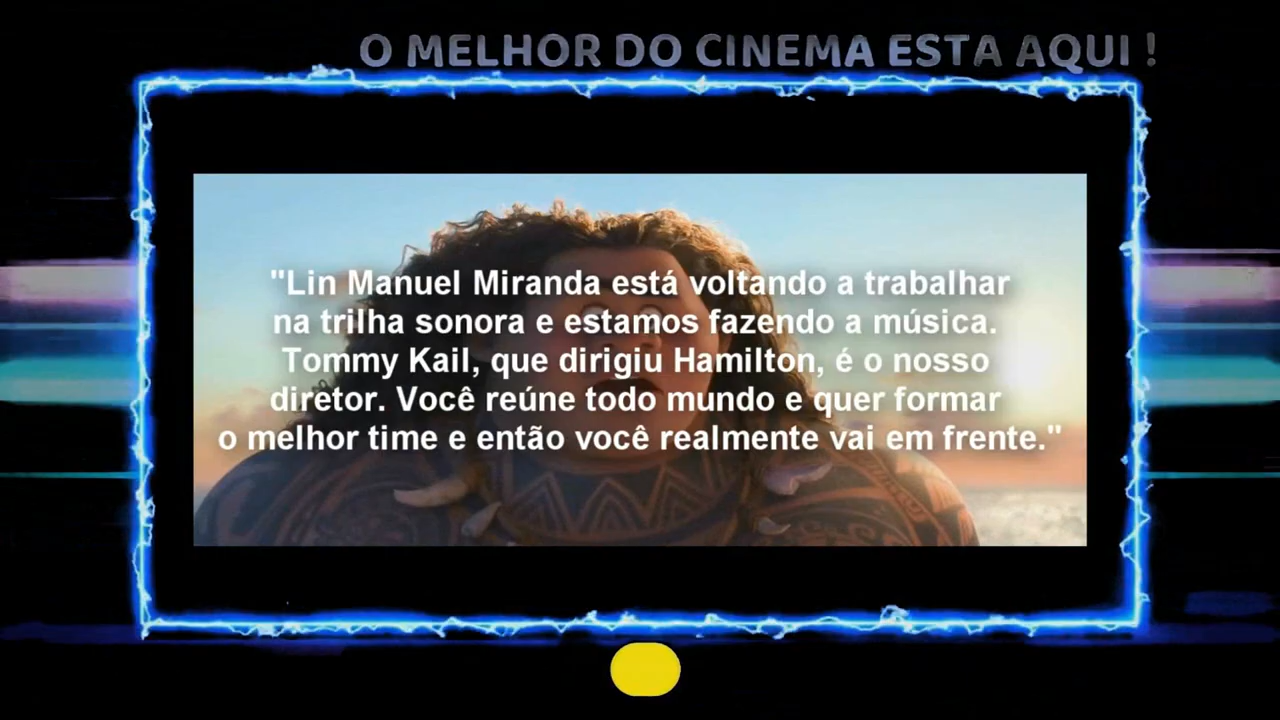 O MELHOR DO CINEMA ESTA AQUI !
"Lin Manuel Miranda está voltando a trabalhar
na trilha sonora e estamos fazendo a música.
Tommy Kail, que dirigiu Hamilton, é o nosso
diretor. Você reúne todo mundo e quer formar
o melhor time e então você realmente vai em frente."